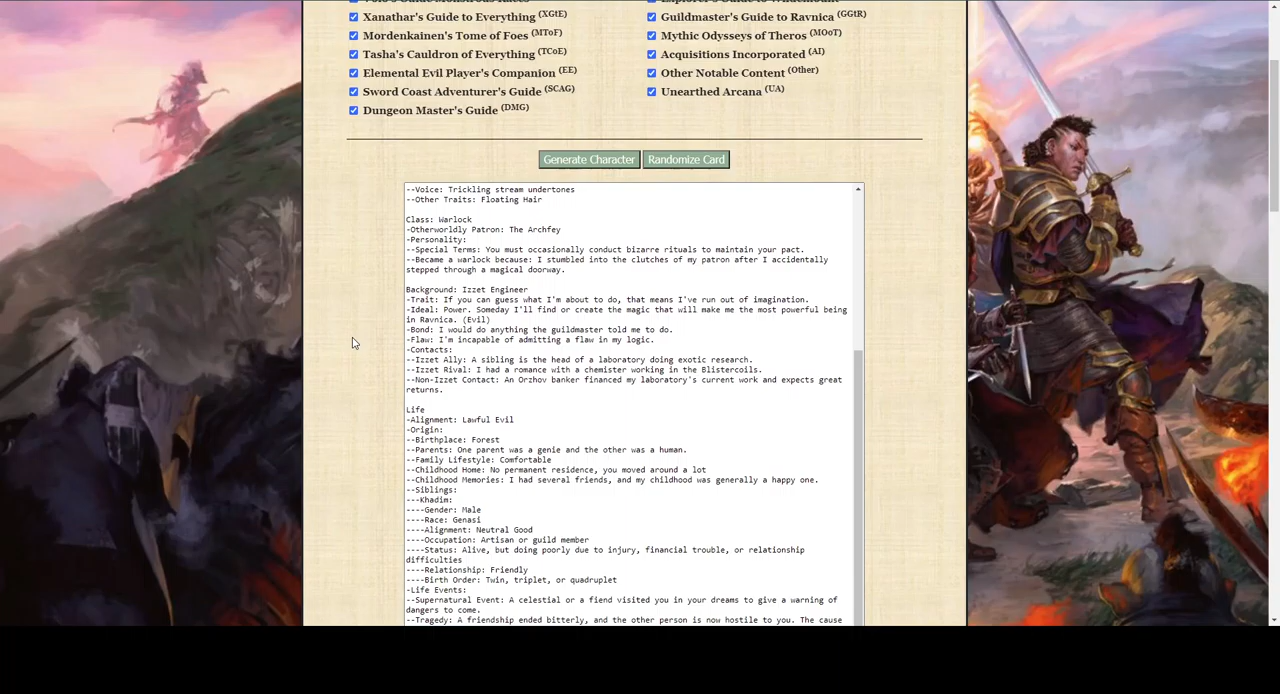 Xanathar's Guide to Everything (XGtE)
Guildmaster's Guide to Ravnica (GGtR)
Mordenkainen's Tome of Foes (MToF)
Mythic Odysseys of Theros (MOoT)
Tasha's Cauldron of Everything (TCoE)
Acquisitions Incorporated (AI)
Elemental Evil Player's Companion (EE)
Other Notable Content (Other)
Sword Coast Adventurer's Guide (SCAG)
Unearthed Arcana (UA)
Dungeon Master's Guide (DMG)
Generate Character
Randomize Card
--Voice: Trickling stream undertones
--Other Traits: Floating Hair
Class: Warlock
-Otherworldly Patron: The Archfey
-Personality:
--Special Terms: You must occasionally conduct bizarre rituals to maintain your pact.
--Became a warlock because: I stumbled into the clutches of my patron after I accidentally
stepped through a magical doorway.
Background: Izzet Engineer
-Trait: If you can guess what I'm about to do, that means I've run out of imagination.
-Ideal: Power. Someday I'll find or create the magic that will make me the most powerful being
in Ravnica. (Evil)
-Bond: I would do anything the guildmaster told me to do.
-Flaw: I'm incapable of admitting a flaw in my logic.
-Contacts:
--Izzet Ally: A sibling is the head of a laboratory doing exotic research.
--Izzet Rival: I had a romance with a chemister working in the Blistercoils.
--Non-Izzet Contact: An Orzhov banker financed my laboratory's current work and expects great
returns.
Life
-Alignment: Lawful Evil
-Origin:
--Birthplace: Forest
--Parents: One parent was a genie and the other was a human.
--Family Lifestyle: Comfortable
--Childhood Home: No permanent residence, you moved around a lot
--Childhood Memories: I had several friends, and my childhood was generally a happy one.
--Siblings:
---Khadim:
----Gender: Male
----Race: Genasi
----Alignment: Neutral Good
----Occupation: Artisan or guild member
----Status: Alive, but doing poorly due to injury, financial trouble, or relationship
difficulties
----Relationship: Friendly
----Birth Order: Twin, triplet, or quadruplet
-Life Events:
--Supernatural Event: A celestial or a fiend visited you in your dreams to give a warning of
dangers to come.
--Tragedy: A friendship ended bitterly, and the other person is now hostile to you. The cause